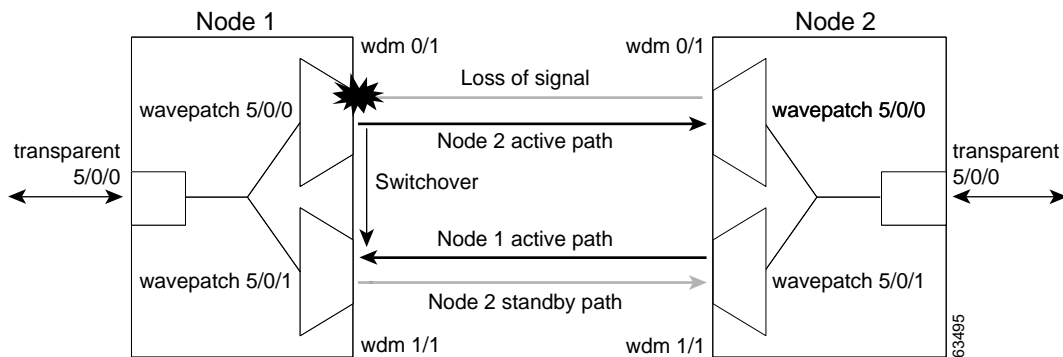 Node 1
Node 2
wdm 0/1
wdm 0/1
Loss of signal
wavepatch 5/0/0
wavepatch 5/0/0
Node 2 active path
transparent
5/0/0
transparent
5/0/0
Switchover
Node 1 active path
wavepatch 5/0/1
wavepatch 5/0/1
Node 2 standby path
wdm 1/1
wdm 1/1
63495